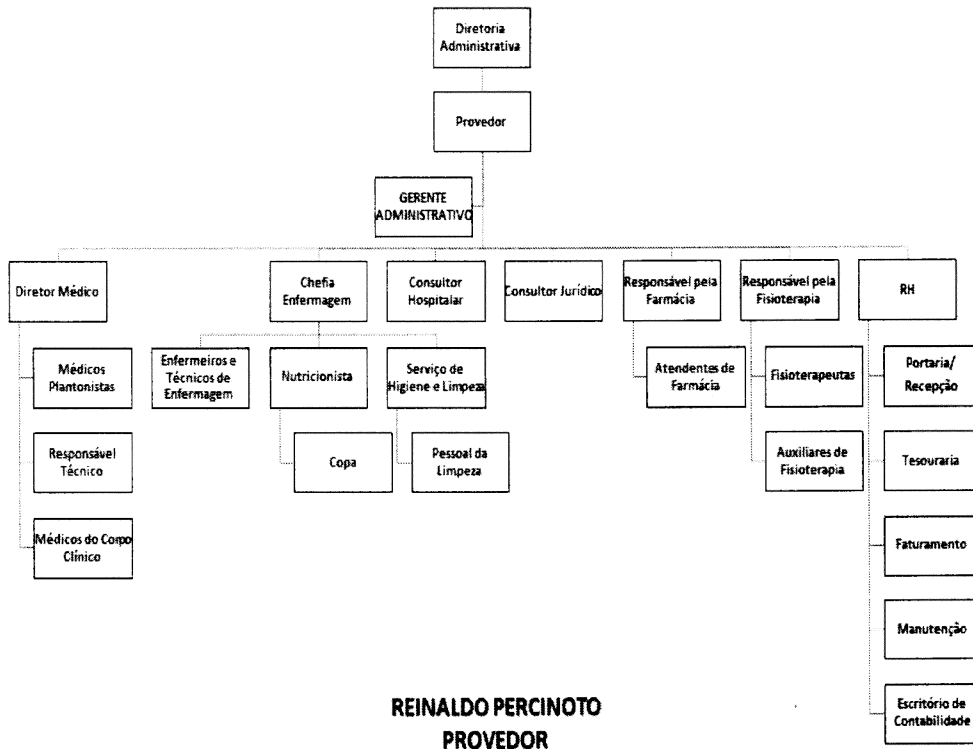 Diretoria
Administrativa
Provedor
GERENTE
ADMINISTRATIVO
Diretor Médico
Chefia
Enfermagem
Consultor
Hospitalar
Consultor Jurídico
Responsável pela
Farmácia
Responsável pela
Fisioterapia
RH
Médicos
Plantonistas
Enfermeiros e
Técnicos de
Enfermagem
Nutricionista
Serviço de
Higiene e Limpeza
Atendentes de
Farmácia
Fisioterapeutas
Portaria/
Recepção
Responsável
Técnico
Copa
Pessoal da
Limpeza
Auxiliares de
Fisioterapia
Tesouraria
Médicos do Corpo
Clínico
Faturamento
Manutenção
Escritório de
Contabilidade
REINALDO PERCINOTO
PROVEDOR